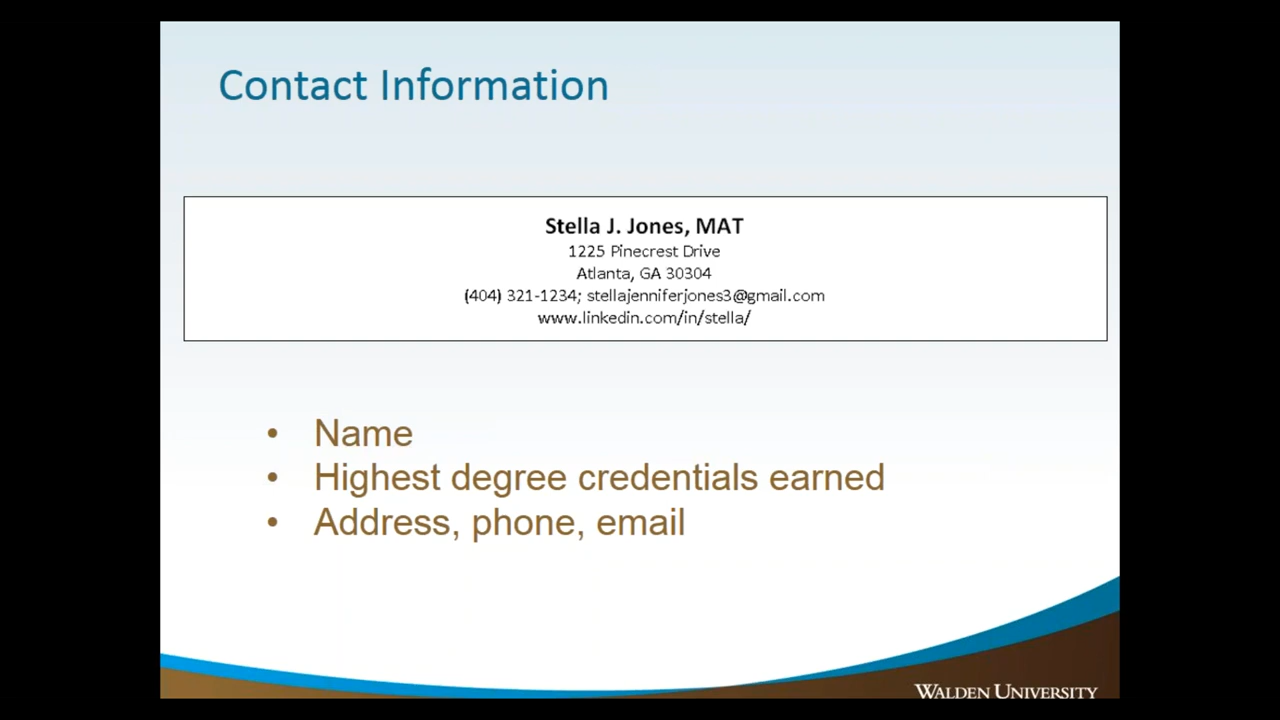 Contact Information
Stella J. Jones, MAT
1225 Pinecrest Drive
Atlanta, GA 30304
(404) 321-1234; stellajenniferjones3@gmail.com
www.linkedin.com/in/stella/
• Name
• Highest degree credentials earned
• Address, phone, email
WALDEN UNIVERSITY